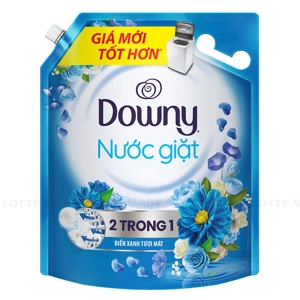 GIÁ MỚI
TỐT HƠN*
Downy
Nước giặt
2 TRONG 1
BIỂN XANH TƯƠI MÁT